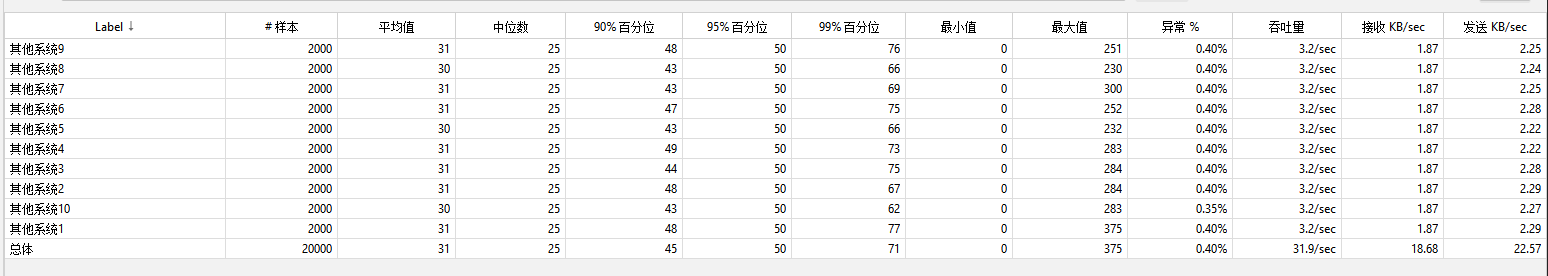 Label ↓ # 样本 平均值 中位数 90% 百分位 95% 百分位 99% 百分位 最小值 最大值 异常 % 吞吐量 接收 KB/sec 发送 KB/sec
其他系统9 2000 31 25 48 50 76 0 251 0.40% 3.2/sec 1.87 2.25
其他系统8 2000 30 25 43 50 66 0 230 0.40% 3.2/sec 1.87 2.24
其他系统7 2000 31 25 43 50 69 0 300 0.40% 3.2/sec 1.87 2.25
其他系统6 2000 31 25 47 50 75 0 252 0.40% 3.2/sec 1.87 2.28
其他系统5 2000 30 25 43 50 66 0 232 0.40% 3.2/sec 1.87 2.22
其他系统4 2000 31 25 49 50 73 0 283 0.40% 3.2/sec 1.87 2.22
其他系统3 2000 31 25 44 50 75 0 284 0.40% 3.2/sec 1.87 2.28
其他系统2 2000 31 25 48 50 67 0 284 0.40% 3.2/sec 1.87 2.29
其他系统10 2000 30 25 43 50 62 0 283 0.35% 3.2/sec 1.87 2.27
其他系统1 2000 31 25 48 50 77 0 375 0.40% 3.2/sec 1.87 2.29
总体 20000 31 25 45 50 71 0 375 0.40% 31.9/sec 18.68 22.57